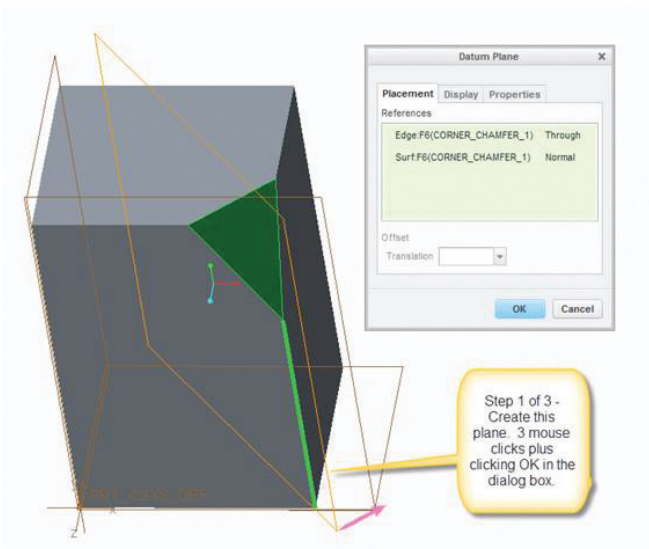 Datum Plane
Placement Display Properties
References
Edge:F6(CORNER_CHAMFER_1) Through
Surf:F6(CORNER_CHAMFER_1) Normal
Offset
Translation
OK Cancel
Step 1 of 3 -
Create this
plane. 3 mouse
clicks plus
clicking OK in the
dialog box.
X
Z